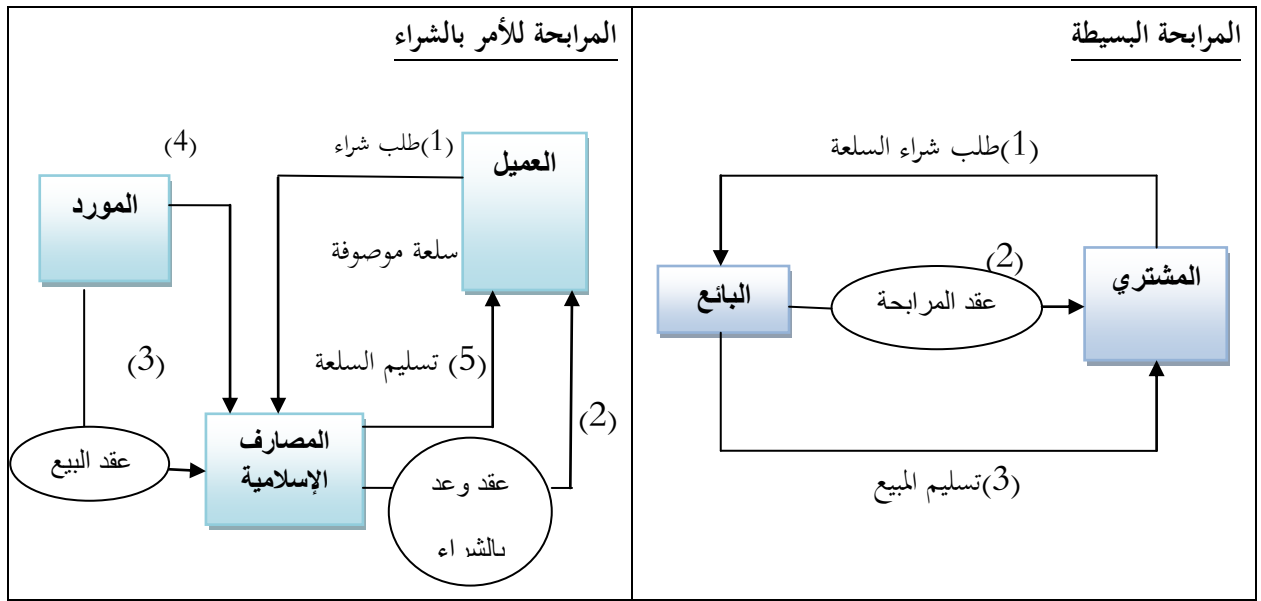 المرابحة البسيطة
(1)طلب شراء السلعة
(2)
المشتري
عقد المرابحة
البائع
(3)تسليم المبيع
المرابحة للأمر بالشراء
(1)طلب شراء
(4)
العميل
المورد
سلعة موصوفة
(5) تسليم السلعة
(3)
(2)
المصارف
الإسلامية
عقد البيع
عقد وعد
بالشراء